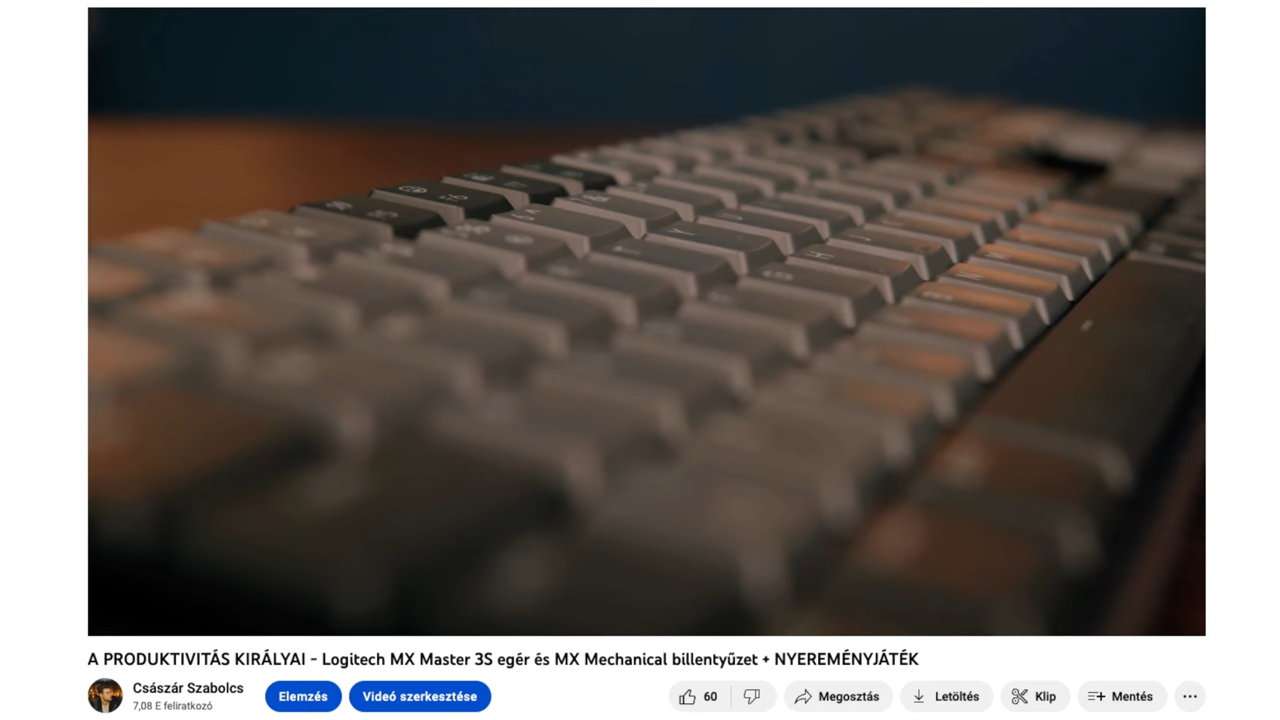 A PRODUKTIVITÁS KIRÁLYAI - Logitech MX Master 3S egér és MX Mechanical billentyűzet + NYEREMÉNYJÁTÉK
Császár Szabolcs
7,08 E feliratkozó
Elemzés
Videó szerkesztése
60
Megosztás
Letöltés
Klip
Mentés